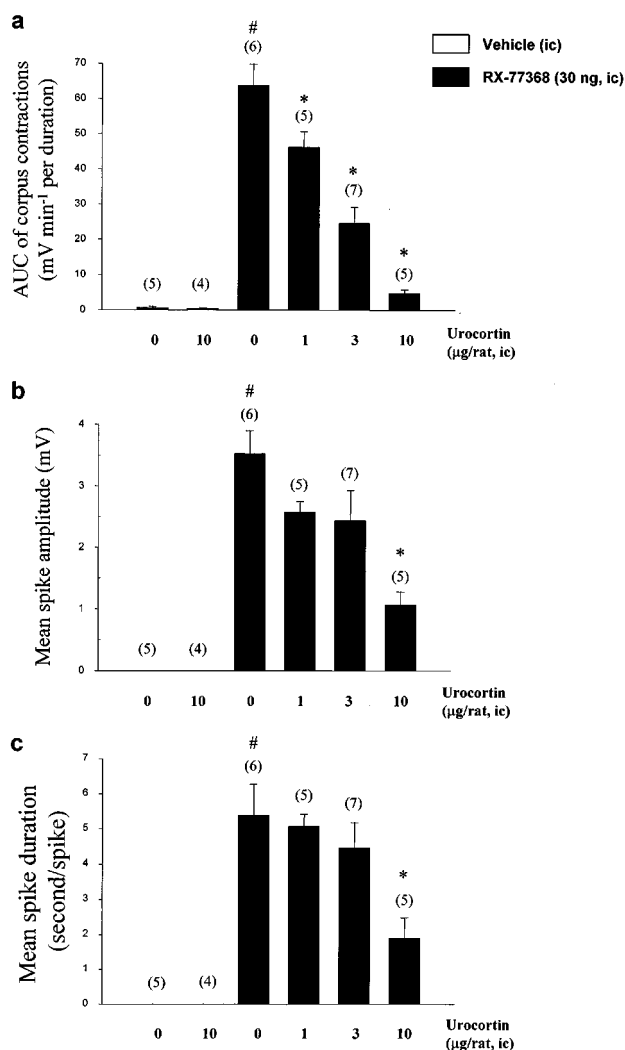 a
#
(6)
Vehicle (ic)
RX-77368 (30 ng, ic)
AUC of corpus contractions
(mV min⁻¹ per duration)
70
60
50
40
30
20
10
0
(5)
(4)
*
(5)
*
(7)
*
(5)
0 10 0 1 3 10
Urocortin
(μg/rat, ic)
b
Mean spike amplitude (mV)
4
3
2
1
0
(5)
(4)
#
(6)
(5)
(7)
*
(5)
0 10 0 1 3 10
Urocortin
(μg/rat, ic)
c
Mean spike duration
(second/spike)
7
6
5
4
3
2
1
0
(5)
(4)
#
(6)
(5)
(7)
*
(5)
0 10 0 1 3 10
Urocortin
(μg/rat, ic)